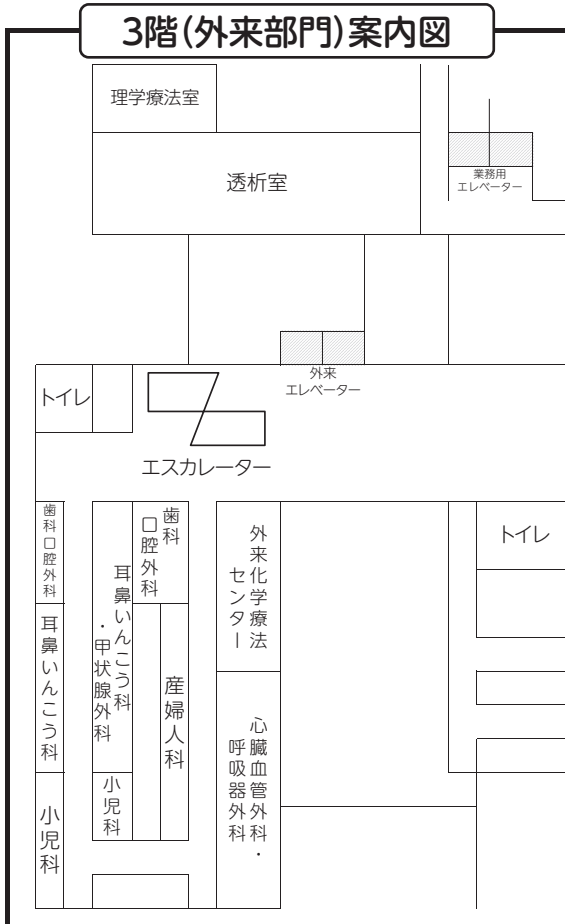 3階(外来部門)案内図
理学療法室
透析室
業務用
エレベーター
外来
エレベーター
トイレ
エスカレーター
歯科口腔外科
耳鼻いんこう科
小児科
耳鼻いんこう科
・甲状腺外科
小児科
歯科
口腔外科
産婦人科
外来化学療法
センター
心臓血管外科・
呼吸器外科
トイレ